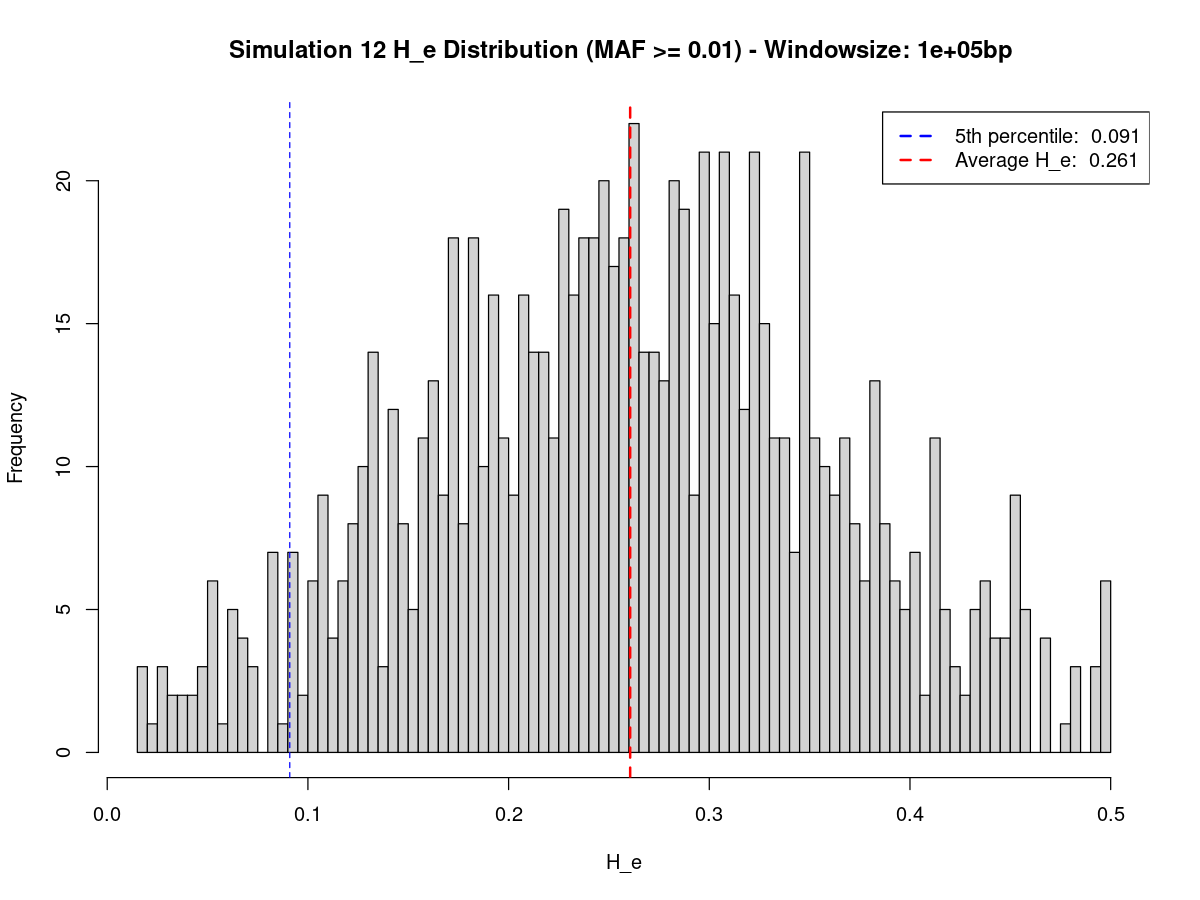 Simulation 12 H_e Distribution (MAF >= 0.01) - Windowsize: 1e+05bp
5th percentile: 0.091
Average H_e: 0.261
Frequency
20
15
10
5
0
0.0 0.1 0.2 0.3 0.4 0.5
H_e